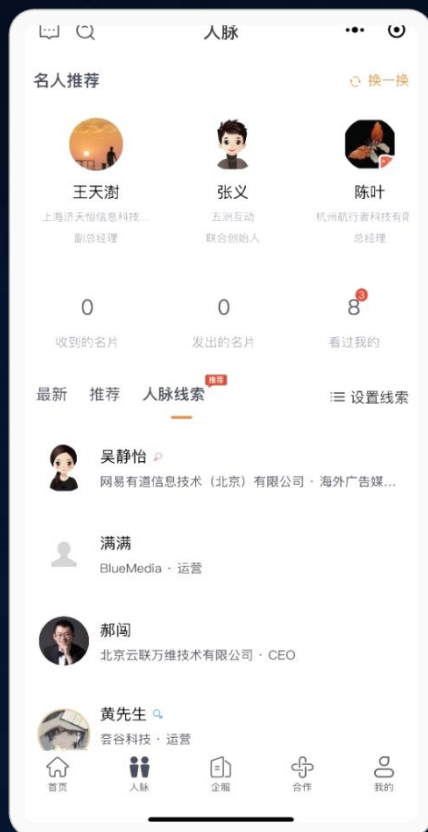 人脉
名人推荐
换一换
王天澍
张义
陈叶
上海济天恒信息科技...
五洲互动
杭州航行者科技有限
副总经理
联合创始人
总经理
0
0
8
3
收到的名片
发出的名片
看过我的
最新
推荐
人脉线索
推荐
设置线索
吴静怡
网易有道信息技术（北京）有限公司 · 海外广告媒...
满满
BlueMedia · 运营
郝闯
北京云联万维技术有限公司 · CEO
黄先生
云谷科技 · 运营
首页
人脉
企服
合作
我的